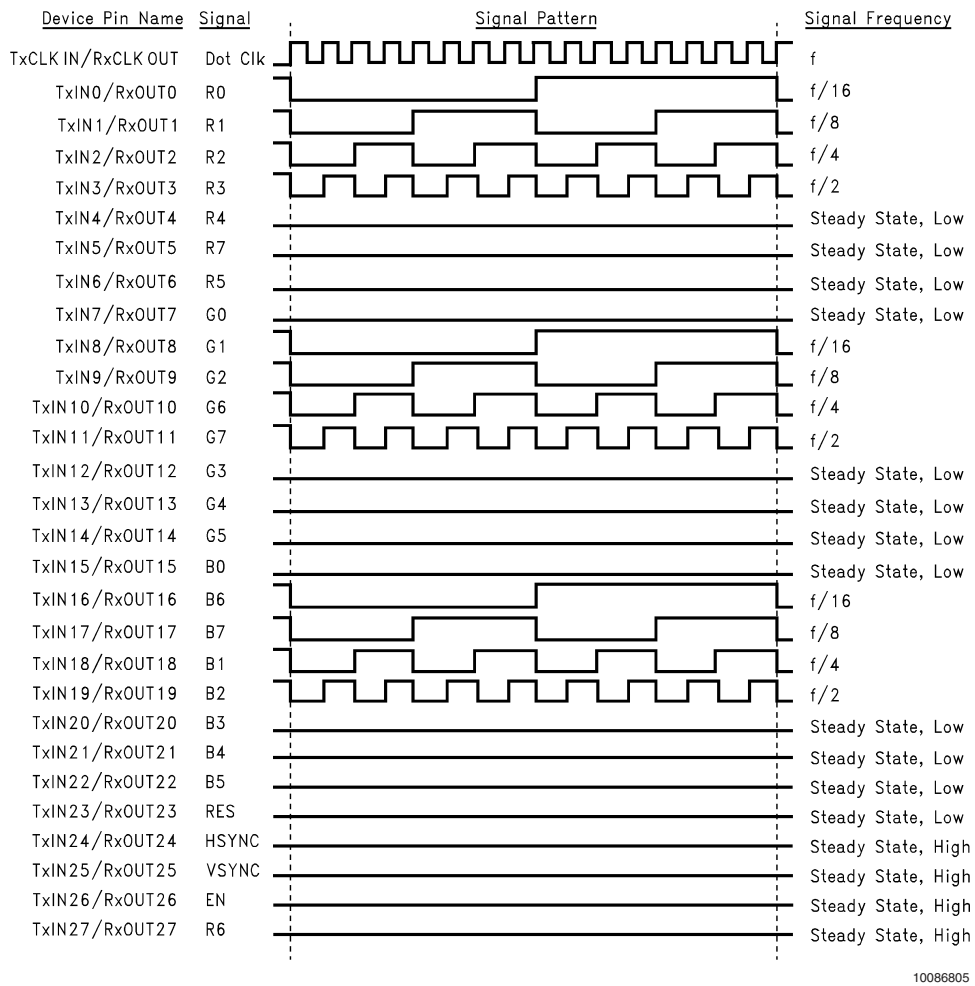 Device Pin Name Signal Signal Pattern Signal Frequency
TxCLK IN/RxCLK OUT Dot Clk f
TxIN0/RxOUT0 R0 f/16
TxIN1/RxOUT1 R1 f/8
TxIN2/RxOUT2 R2 f/4
TxIN3/RxOUT3 R3 f/2
TxIN4/RxOUT4 R4 Steady State, Low
TxIN5/RxOUT5 R7 Steady State, Low
TxIN6/RxOUT6 R5 Steady State, Low
TxIN7/RxOUT7 G0 Steady State, Low
TxIN8/RxOUT8 G1 f/16
TxIN9/RxOUT9 G2 f/8
TxIN10/RxOUT10 G6 f/4
TxIN11/RxOUT11 G7 f/2
TxIN12/RxOUT12 G3 Steady State, Low
TxIN13/RxOUT13 G4 Steady State, Low
TxIN14/RxOUT14 G5 Steady State, Low
TxIN15/RxOUT15 B0 Steady State, Low
TxIN16/RxOUT16 B6 f/16
TxIN17/RxOUT17 B7 f/8
TxIN18/RxOUT18 B1 f/4
TxIN19/RxOUT19 B2 f/2
TxIN20/RxOUT20 B3 Steady State, Low
TxIN21/RxOUT21 B4 Steady State, Low
TxIN22/RxOUT22 B5 Steady State, Low
TxIN23/RxOUT23 RES Steady State, Low
TxIN24/RxOUT24 HSYNC Steady State, High
TxIN25/RxOUT25 VSYNC Steady State, High
TxIN26/RxOUT26 EN Steady State, High
TxIN27/RxOUT27 R6 Steady State, High
10086805